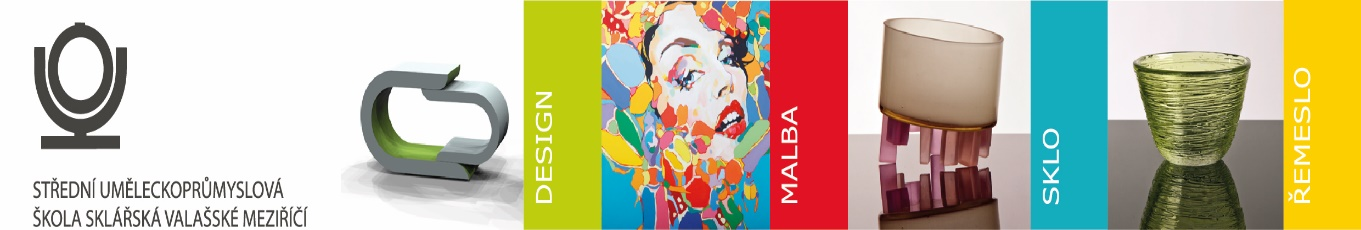 STŘEDNÍ UMĚLECKOPRŮMYSLOVÁ
ŠKOLA SKLÁŘSKÁ VALAŠSKÉ MEZIŘÍČÍ
DESIGN
MALBA
SKLO
ŘEMESLO